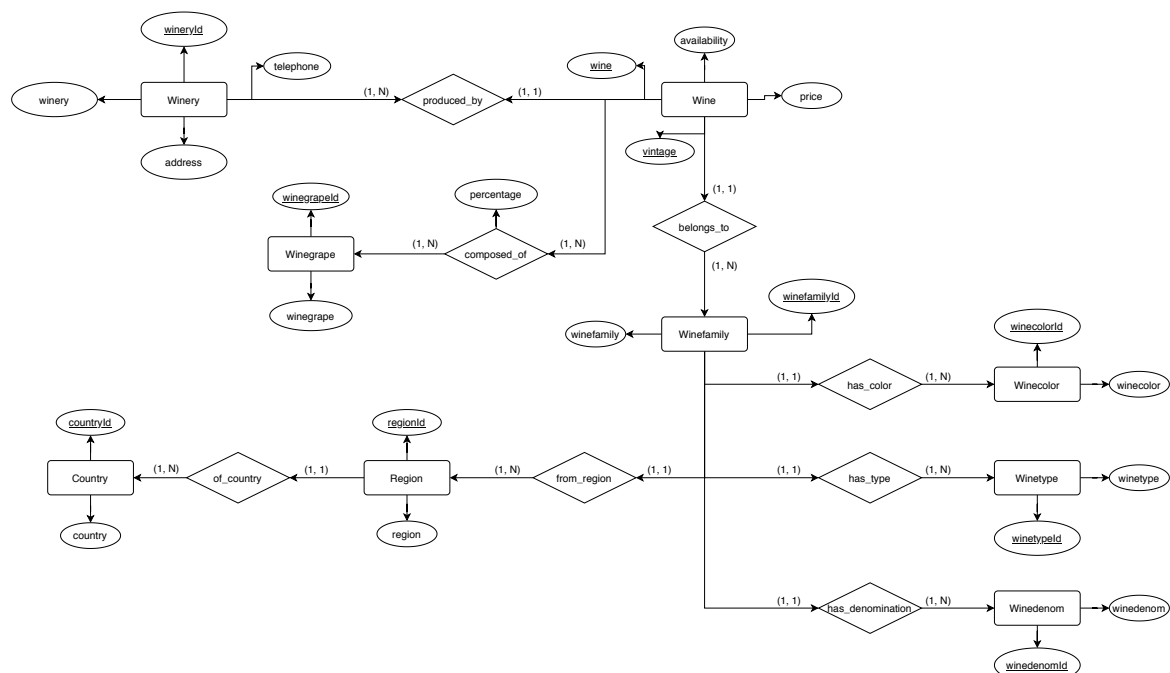 wineryId
availability
telephone
wine
winery
Winery
(1, N)
produced_by
(1, 1)
Wine
price
address
vintage
winegrapeId
percentage
(1, 1)
belongs_to
Winegrape
(1, N)
composed_of
(1, N)
(1, N)
winefamilyId
winegrape
winefamily
Winefamily
winecolorId
(1, 1)
has_color
(1, N)
Winecolor
winecolor
countryId
regionId
Country
(1, N)
of_country
(1, 1)
Region
(1, N)
from_region
(1, 1)
(1, 1)
has_type
(1, N)
Winetype
winetype
country
region
winetypeId
(1, 1)
has_denomination
(1, N)
Winedenom
winedenom
winedenomId